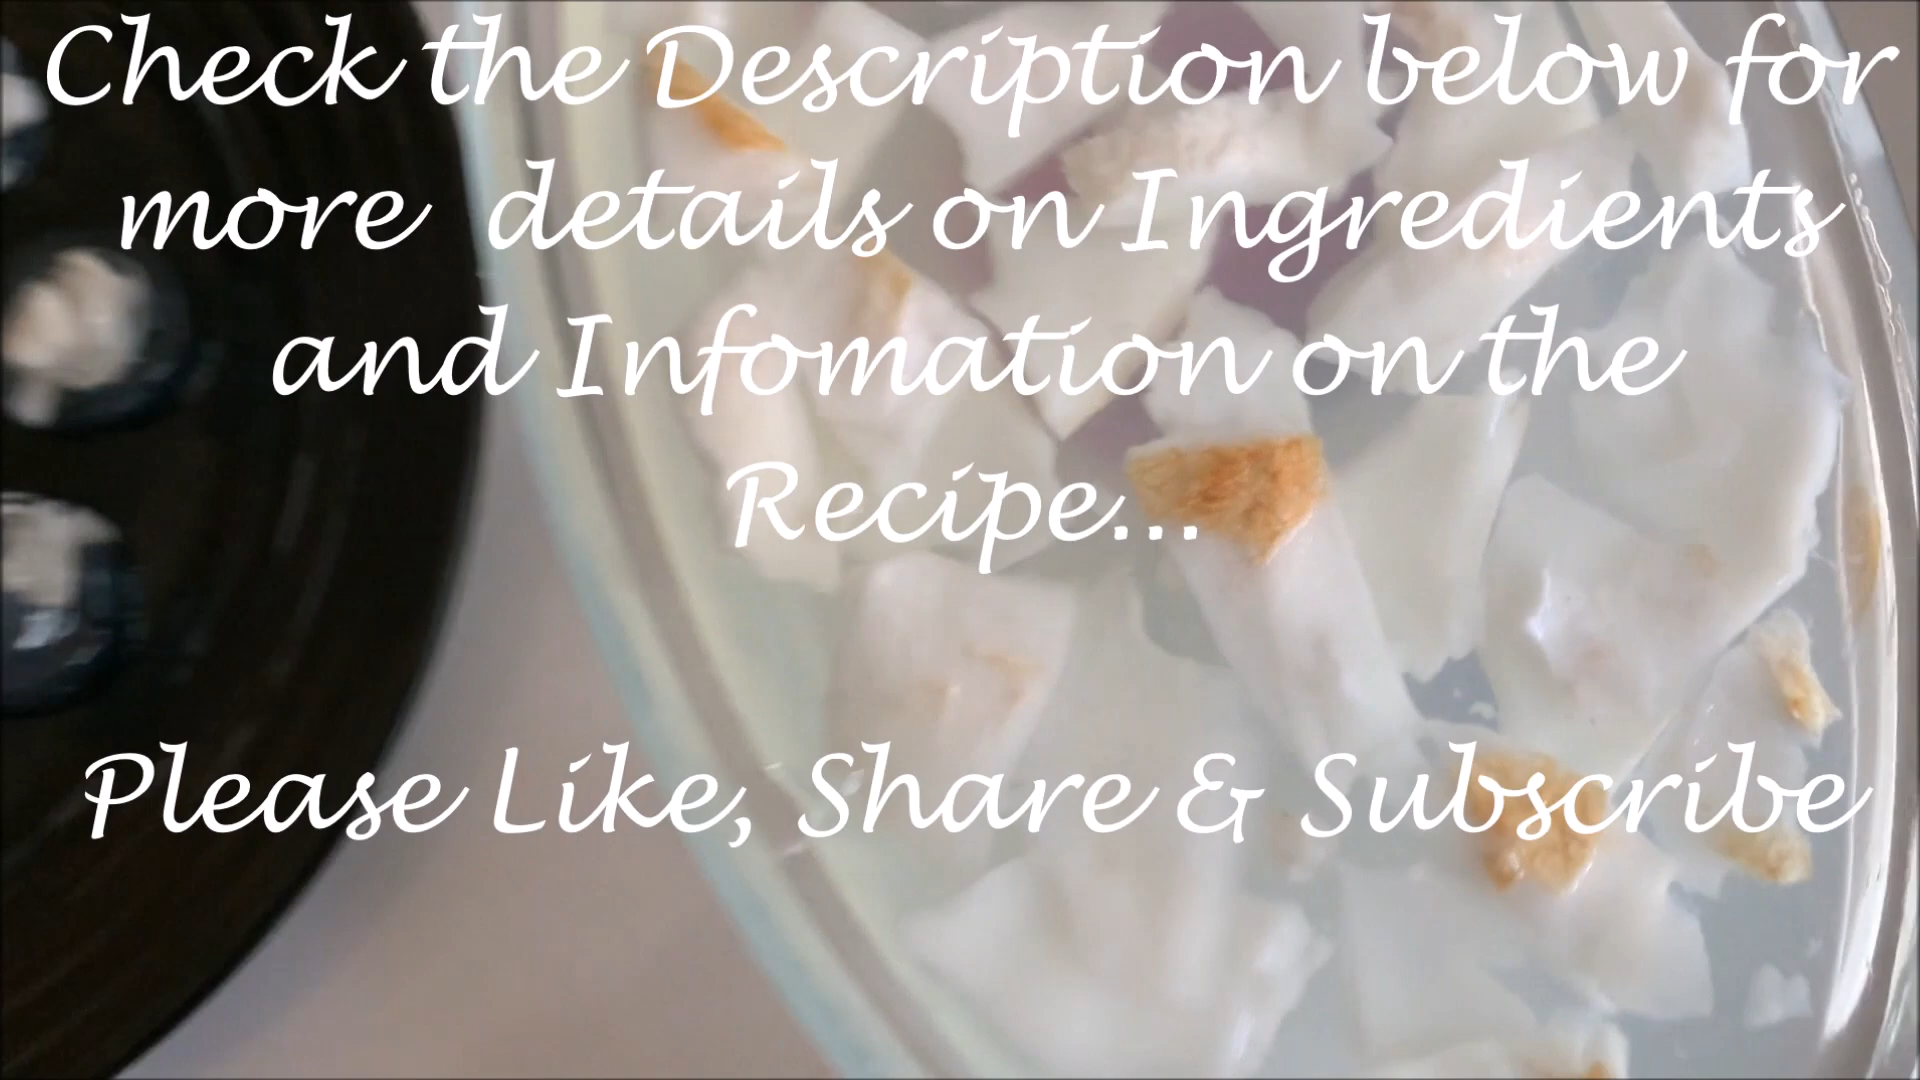 Check the Description below for
more  details on Ingredients
and Infomation on the
Recipe...
Please Like, Share & Subscribe